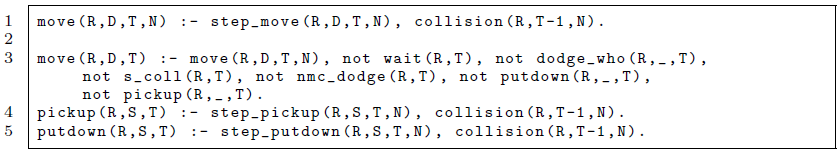 1 move(R,D,T,N) :- step_move(R,D,T,N), collision(R,T-1,N).
2
3 move(R,D,T) :- move(R,D,T,N), not wait(R,T), not dodge_who(R,_,T),
not s_coll(R,T), not nmc_dodge(R,T), not putdown(R,_,T),
not pickup(R,_,T).
4 pickup(R,S,T) :- step_pickup(R,S,T,N), collision(R,T-1,N).
5 putdown(R,S,T) :- step_putdown(R,S,T,N), collision(R,T-1,N).